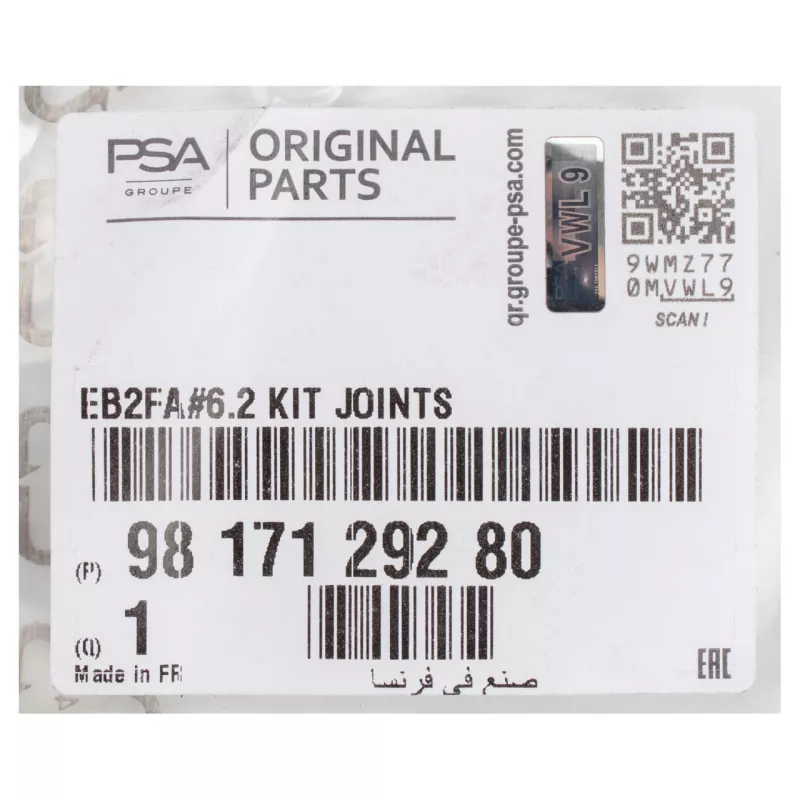 PSA
GROUPE
ORIGINAL
PARTS
qr.groupe-psa.com
VWL 9
9WMZ77
0MVWL9
SCAN!
EB2FA#6.2 KIT JOINTS
(P) 98 171 292 80
(Q) 1
Made in FR
صنع في فرنسا
EAC